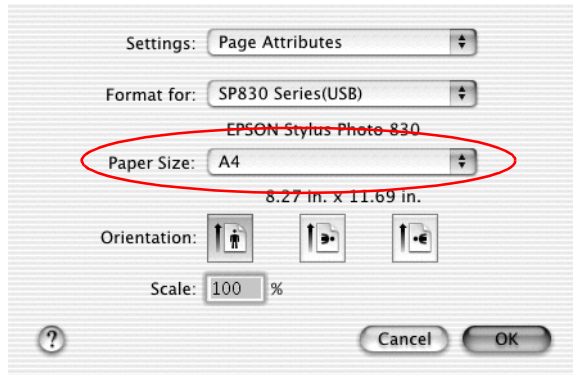 Settings: Page Attributes
Format for: SP830 Series(USB)
EPSON Stylus Photo 830
Paper Size: A4
8.27 in. x 11.69 in.
Orientation:
Scale: 100 %
? Cancel OK